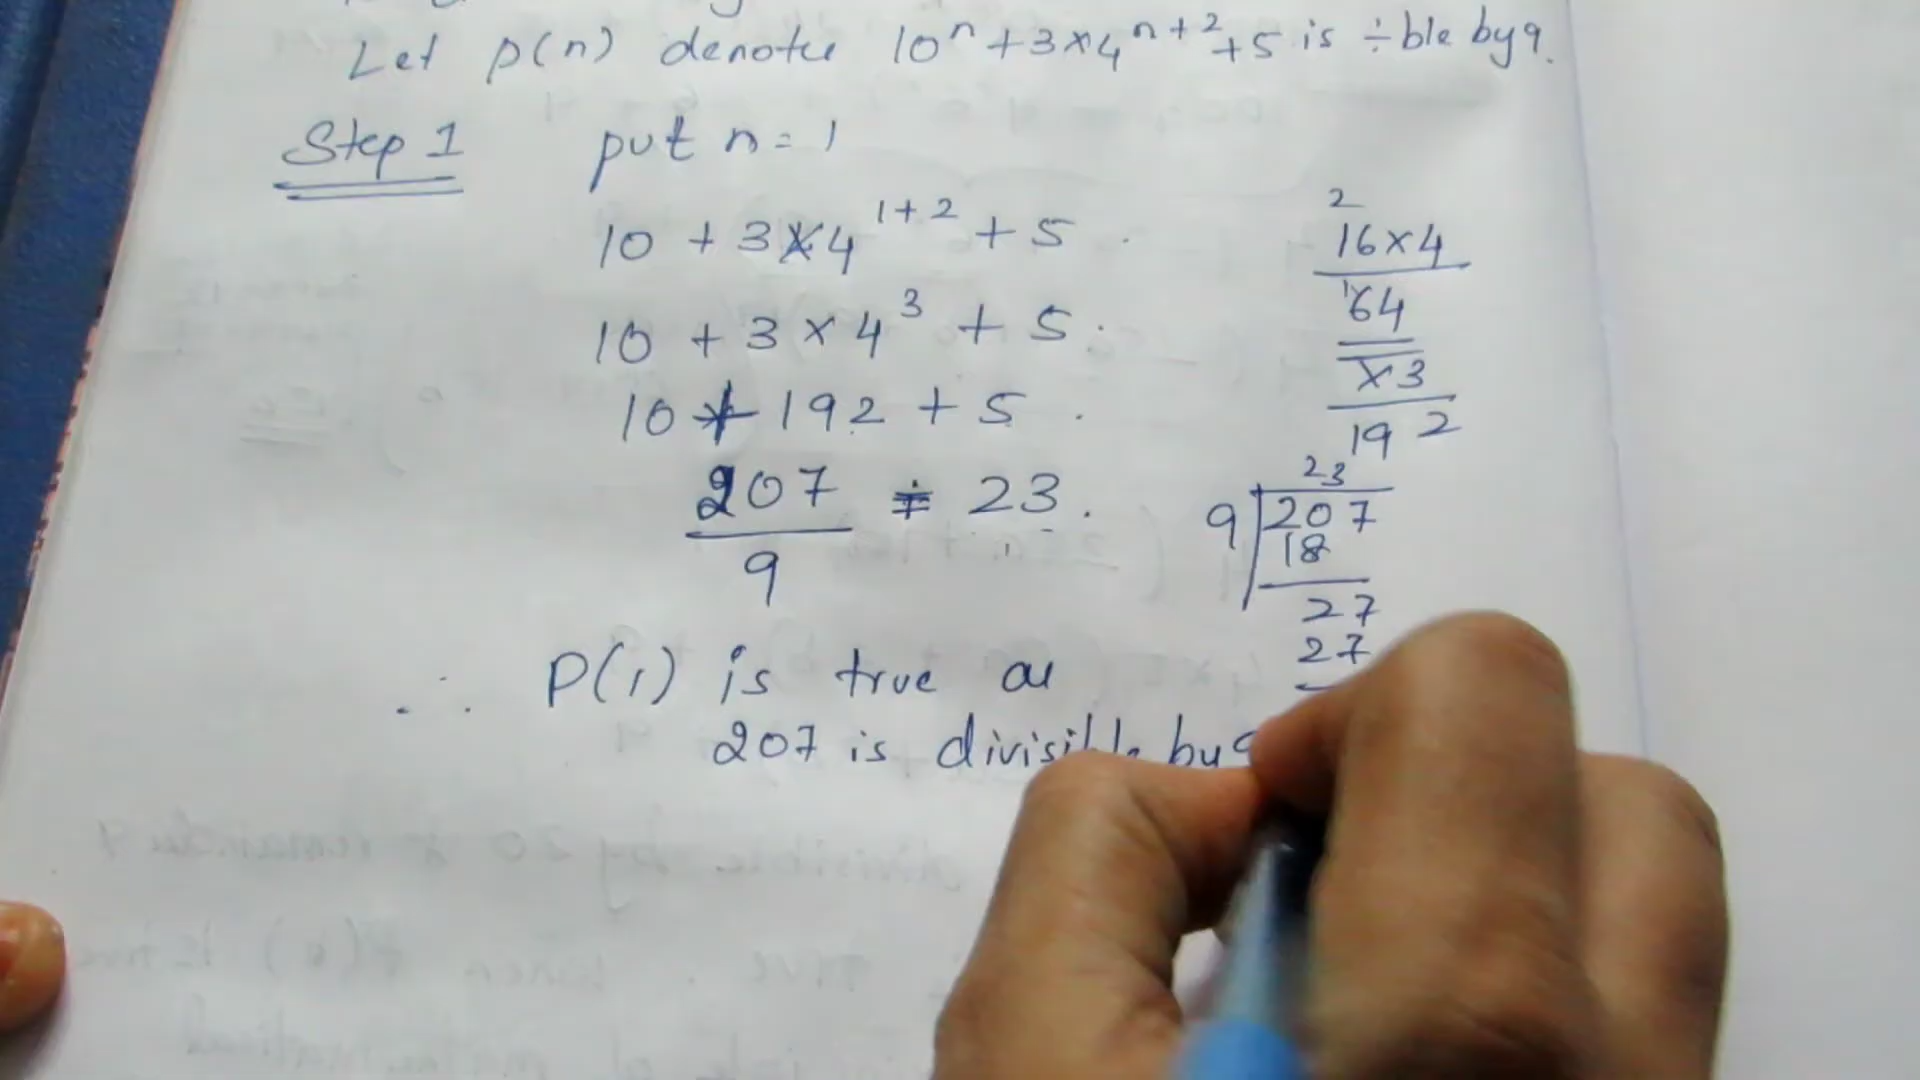 Let p(n) denote 10ⁿ + 3×4ⁿ⁺² + 5 is ÷ble by 9.
Step 1 put n = 1
10 + 3×4¹⁺² + 5
10 + 3×4³ + 5
10 + 192 + 5
207/9 = 23.
∴ P(1) is true as
207 is divisible by 9
2
16×4
64
×3
192
23
9 207
18
27
27